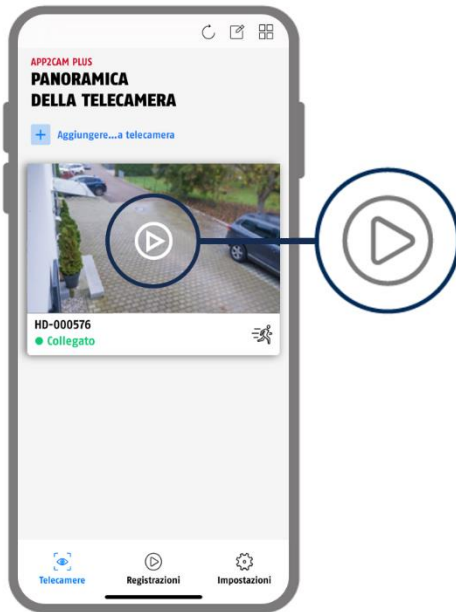 APP2CAM PLUS
PANORAMICA
DELLA TELECAMERA
Aggiungere...a telecamera
HD-000576
Collegato
Telecamere
Registrazioni
Impostazioni